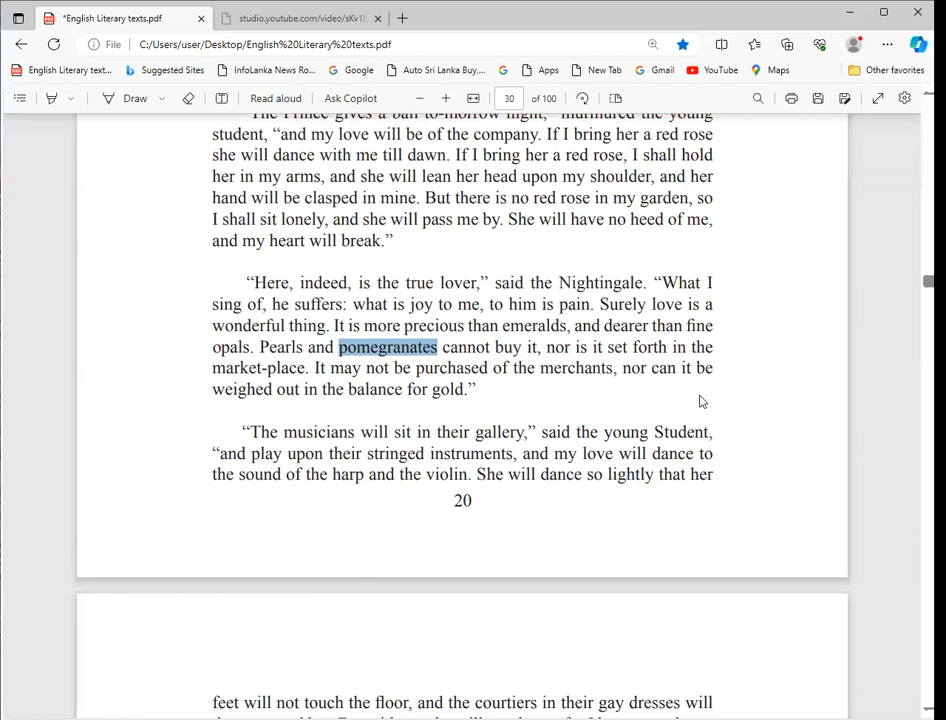 *English Literary texts.pdf
studio.youtube.com/video/sKv1
File
C:/Users/user/Desktop/English%20Literary%20texts.pdf
English Literary text...
Suggested Sites
InfoLanka News Ro...
Google
Auto Sri Lanka Buy,...
Apps
New Tab
Gmail
YouTube
Maps
Other favorites
Draw
Read aloud
Ask Copilot
30
of 100
"The Prince gives a ball to-morrow night," murmured the young
student, “and my love will be of the company. If I bring her a red rose
she will dance with me till dawn. If I bring her a red rose, I shall hold
her in my arms, and she will lean her head upon my shoulder, and her
hand will be clasped in mine. But there is no red rose in my garden, so
I shall sit lonely, and she will pass me by. She will have no heed of me,
and my heart will break.”
“Here, indeed, is the true lover,” said the Nightingale. “What I
sing of, he suffers: what is joy to me, to him is pain. Surely love is a
wonderful thing. It is more precious than emeralds, and dearer than fine
opals. Pearls and pomegranates cannot buy it, nor is it set forth in the
market-place. It may not be purchased of the merchants, nor can it be
weighed out in the balance for gold.”
“The musicians will sit in their gallery,” said the young Student,
“and play upon their stringed instruments, and my love will dance to
the sound of the harp and the violin. She will dance so lightly that her
20
feet will not touch the floor, and the courtiers in their gay dresses will